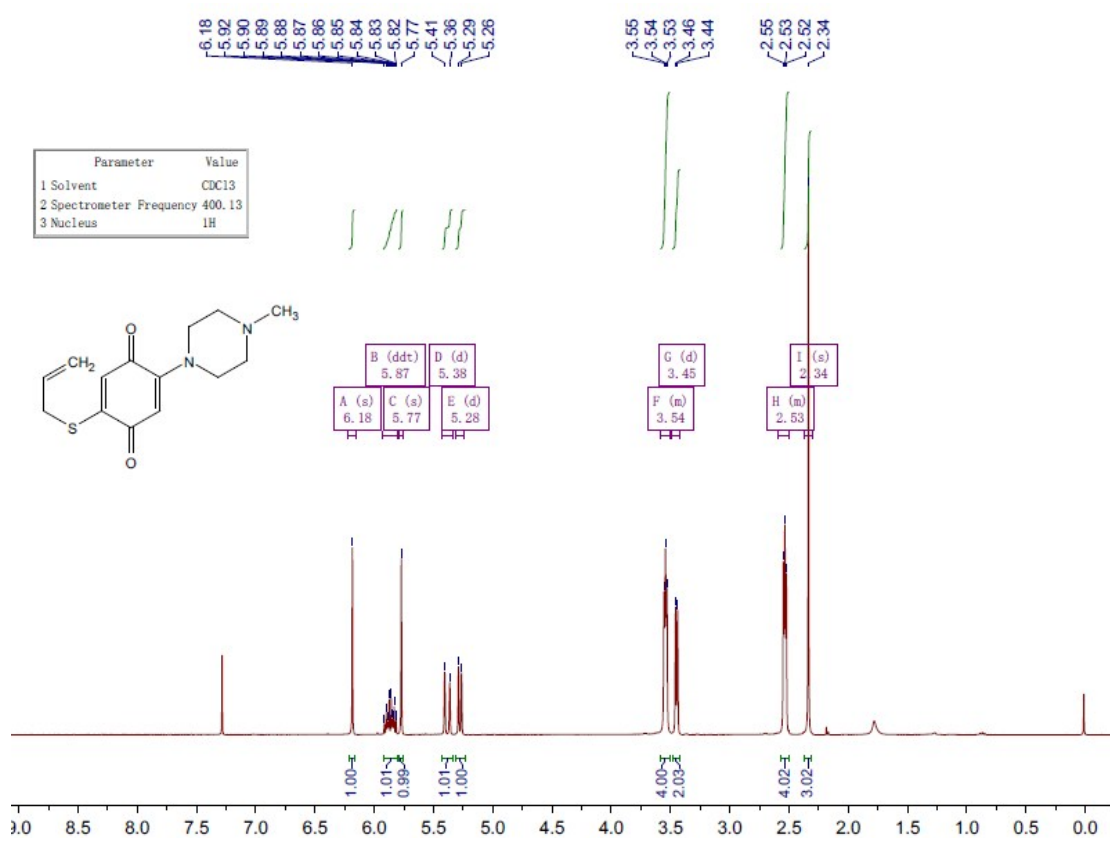 6.18 5.92 5.90 5.89 5.88 5.87 5.86 5.85 5.84 5.83 5.82 5.77 5.41 5.36 5.29 5.26 3.55 3.54 3.53 3.46 3.44 2.55 2.53 2.52 2.34
Parameter Value
1 Solvent CDCl3
2 Spectrometer Frequency 400.13
3 Nucleus 1H
O
N
N
CH3
CH2
S
O
B (ddt)
5.87
D (d)
5.38
G (d)
3.45
I (s)
2.34
A (s)
6.18
C (s)
5.77
E (d)
5.28
F (m)
3.54
H (m)
2.53
1.00 1.01 0.99 1.01 1.00 4.00 2.03 4.02 3.02
9.0 8.5 8.0 7.5 7.0 6.5 6.0 5.5 5.0 4.5 4.0 3.5 3.0 2.5 2.0 1.5 1.0 0.5 0.0